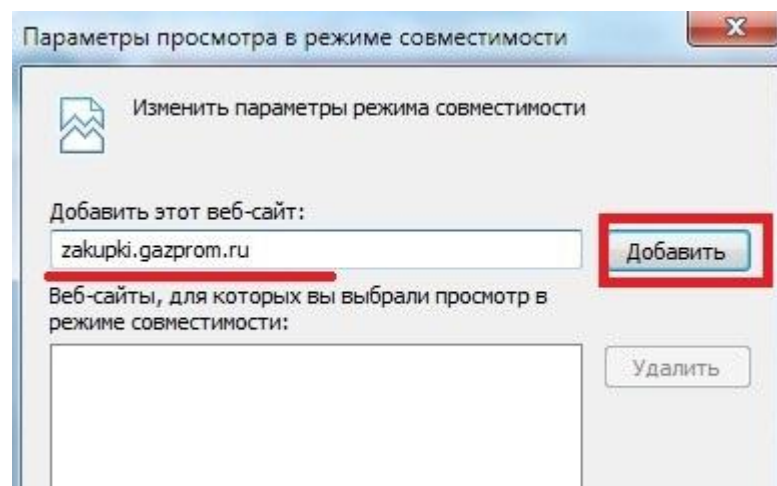 Параметры просмотра в режиме совместимости
Изменить параметры режима совместимости
Добавить этот веб-сайт:
zakupki.gazprom.ru
Добавить
Веб-сайты, для которых вы выбрали просмотр в
режиме совместимости:
Удалить